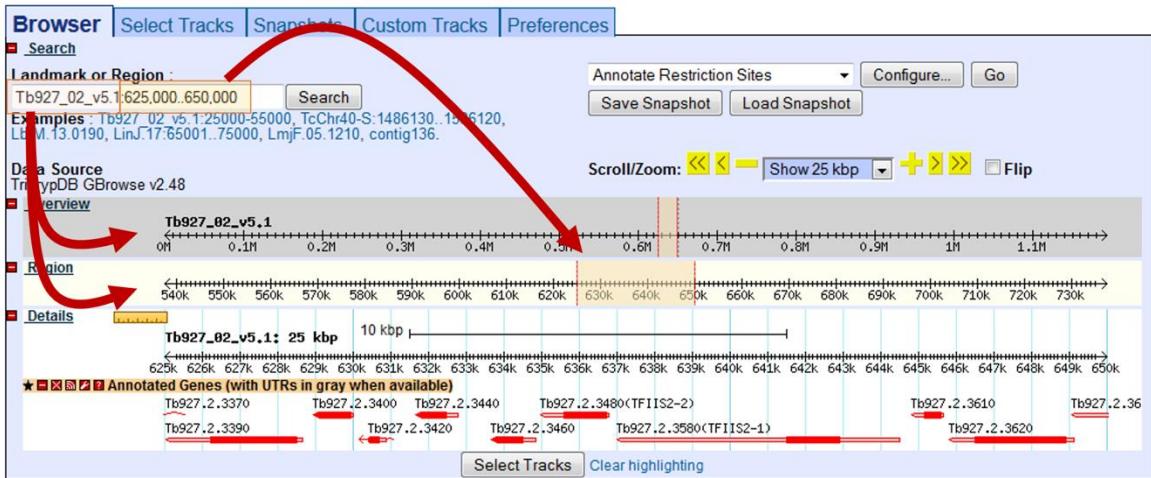 Browser Select Tracks Snapshots Custom Tracks Preferences
Search
Landmark or Region :
Annotate Restriction Sites Configure... Go
Tb927_02_v5.1:625,000..650,000 Search
Save Snapshot Load Snapshot
Examples : Tb927_02_v5.1:25000-55000, TcChr40-S:1486130..1506120,
LbrM.13.0190, LinJ.17:65001..75000, LmjF.05.1210, contig136.
Data Source
TriTrypDB GBrowse v2.48
Scroll/Zoom: << < Show 25 kbp > >> Flip
Overview
Tb927_02_v5.1
0M 0.1M 0.2M 0.3M 0.4M 0.5M 0.6M 0.7M 0.8M 0.9M 1M 1.1M
Region
540k 550k 560k 570k 580k 590k 600k 610k 620k 630k 640k 650k 660k 670k 680k 690k 700k 710k 720k 730k
Details
Tb927_02_v5.1: 25 kbp 10 kbp
625k 626k 627k 628k 629k 630k 631k 632k 633k 634k 635k 636k 637k 638k 639k 640k 641k 642k 643k 644k 645k 646k 647k 648k 649k 650k
Annotated Genes (with UTRs in gray when available)
Tb927.2.3370 Tb927.2.3400 Tb927.2.3440 Tb927.2.3480(TFIIS2-2) Tb927.2.3610 Tb927.2.36
Tb927.2.3390 Tb927.2.3420 Tb927.2.3460 Tb927.2.3580(TFIIS2-1) Tb927.2.3620
Select Tracks Clear highlighting